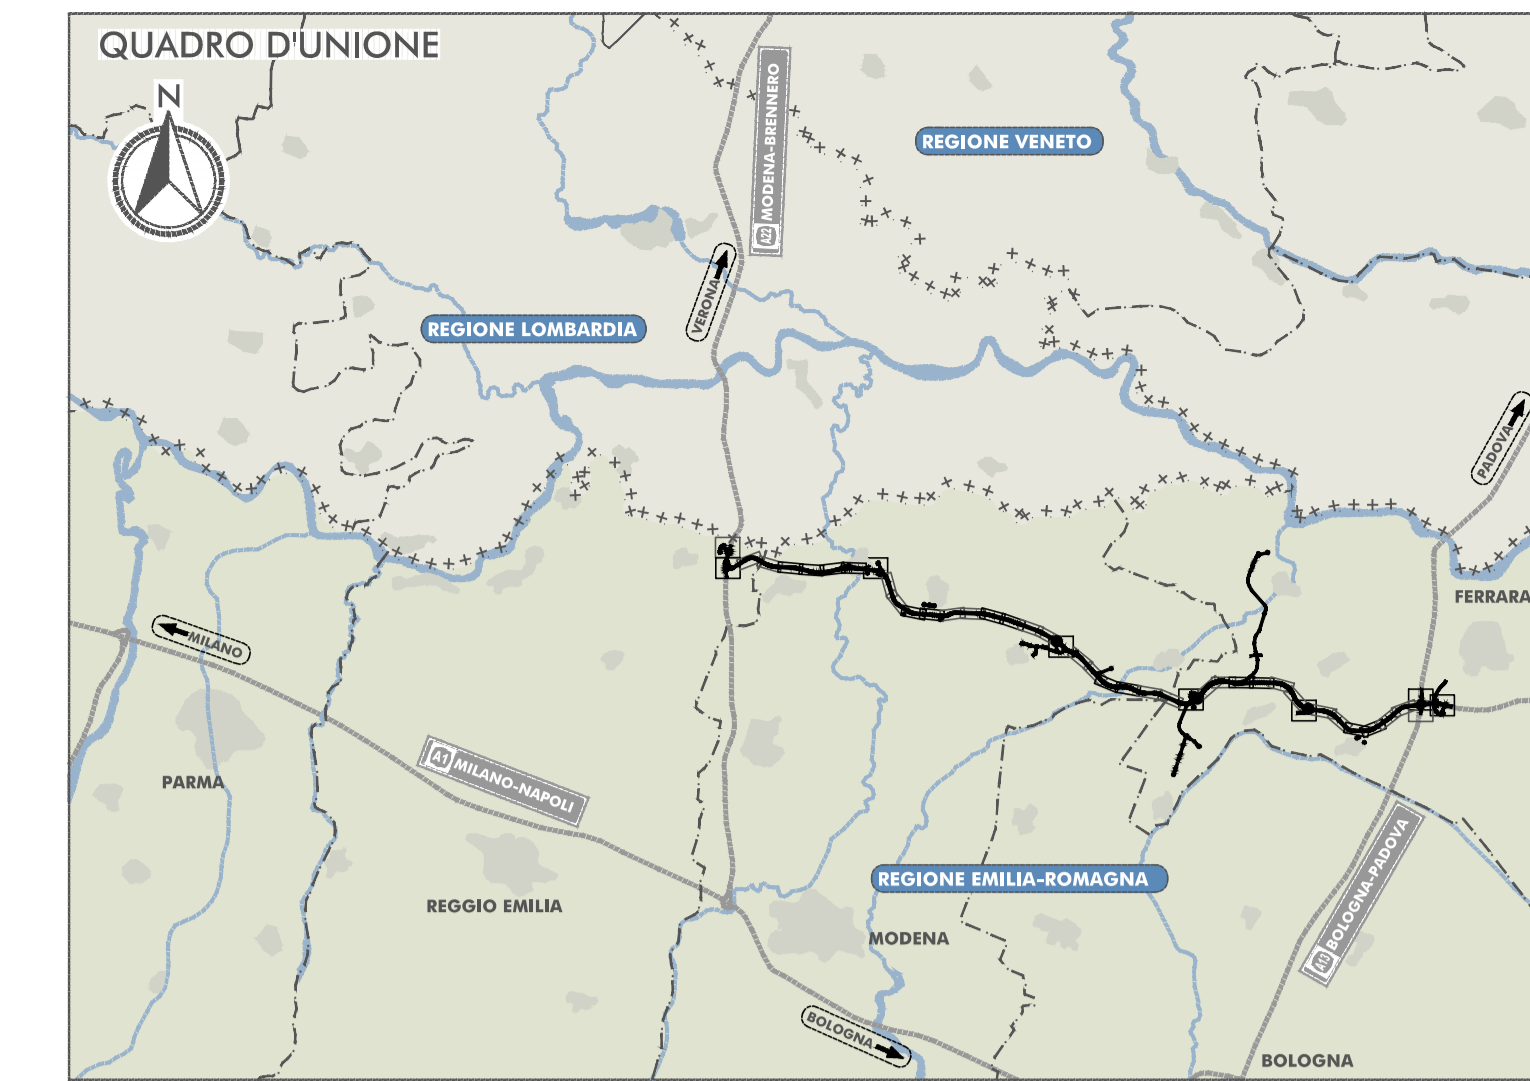 QUADRO D'UNIONE
N
A22 MODENA-BRENNERO
REGIONE VENETO
VERONA
REGIONE LOMBARDIA
PADOVA
MILANO
FERRARA
PARMA
A1 MILANO-NAPOLI
REGGIO EMILIA
REGIONE EMILIA-ROMAGNA
MODENA
A13 BOLOGNA-PADOVA
BOLOGNA
BOLOGNA